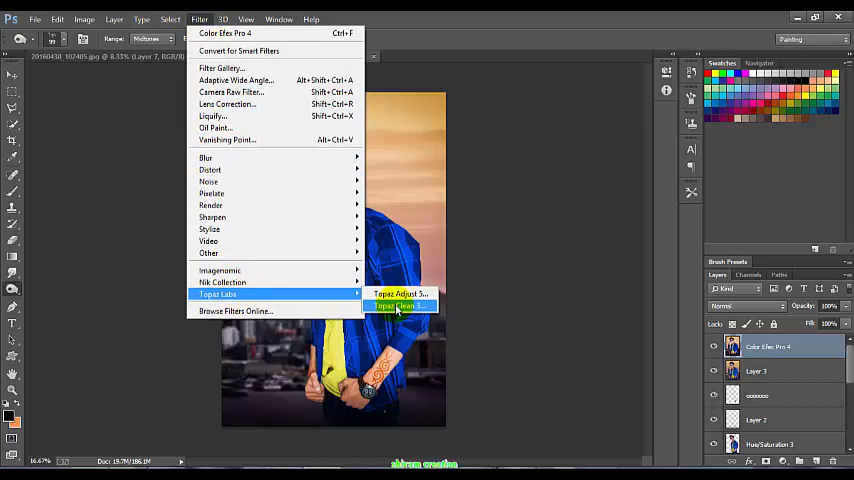 Ps File Edit Image Layer Type Select Filter 3D View Window Help
99 Range: Midtones Painting
20160430_102405.jpg @ 8.33% (Layer 7, RGB/8)
Color Efex Pro 4 Ctrl+F
Convert for Smart Filters
Filter Gallery...
Adaptive Wide Angle... Alt+Shift+Ctrl+A
Camera Raw Filter... Shift+Ctrl+A
Lens Correction... Shift+Ctrl+R
Liquify... Shift+Ctrl+X
Oil Paint...
Vanishing Point... Alt+Ctrl+V
Blur
Distort
Noise
Pixelate
Render
Sharpen
Stylize
Video
Other
Imagenomic
Nik Collection
Topaz Labs
Browse Filters Online...
Topaz Adjust 5...
Topaz Clean 3...
Swatches Navigator
Brush Presets
Layers Channels Paths
Kind
Normal Opacity: 100%
Lock: Fill: 100%
Color Efex Pro 4
Layer 3
ooooooo
Layer 2
Hue/Saturation 3
16.67% Doc: 19.7M/186.1M
shivam creation